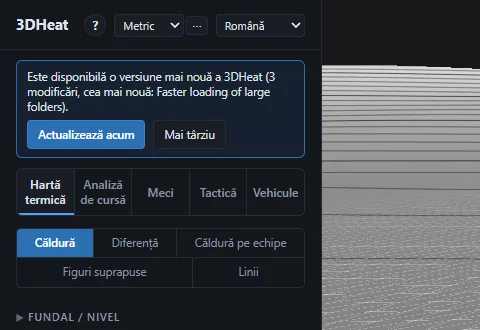 3DHeat ? Metric ... Română
Este disponibilă o versiune mai nouă a 3DHeat (3
modificări, cea mai nouă: Faster loading of large
folders).
Actualizează acum Mai târziu
Hartă
termică
Analiză
de cursă
Meci
Tactică
Vehicule
Căldură Diferență Căldură pe echipe
Figuri suprapuse Linii
FUNDAL / NIVEL